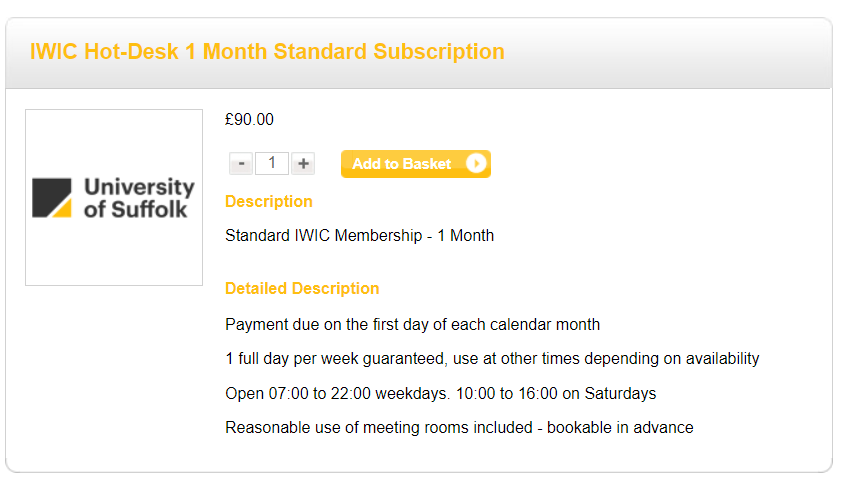 IWIC Hot-Desk 1 Month Standard Subscription
University
of Suffolk
£90.00
- 1 +
Add to Basket
Description
Standard IWIC Membership - 1 Month
Detailed Description
Payment due on the first day of each calendar month
1 full day per week guaranteed, use at other times depending on availability
Open 07:00 to 22:00 weekdays. 10:00 to 16:00 on Saturdays
Reasonable use of meeting rooms included - bookable in advance